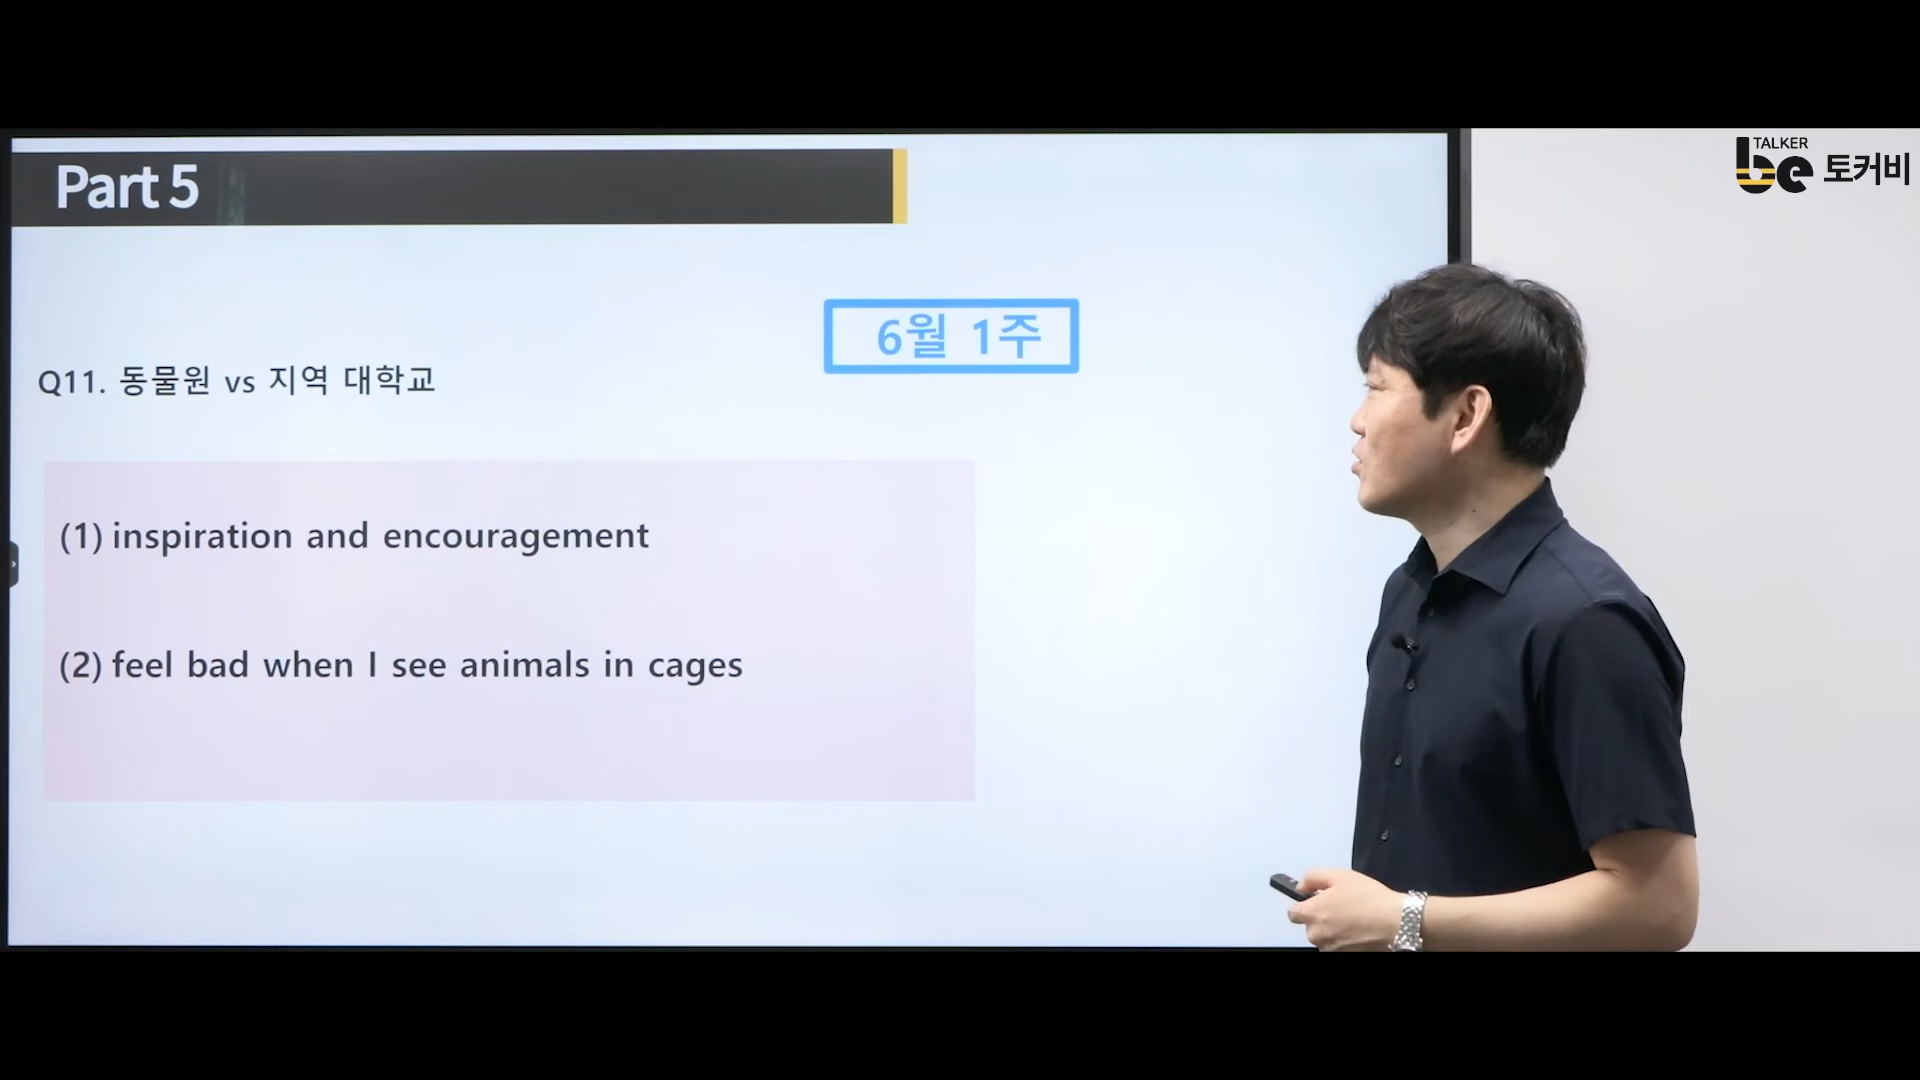 Part 5
TALKER
be 토커비
6월 1주
Q11. 동물원 vs 지역 대학교
(1) inspiration and encouragement
(2) feel bad when I see animals in cages